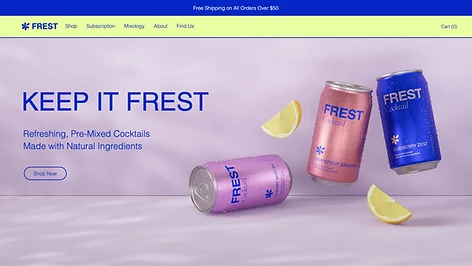 Free Shipping on All Orders Over $50
FREST
Shop Subscription Mixology About Find Us
Cart (0)
KEEP IT FREST
Refreshing, Pre-Mixed Cocktails
Made with Natural Ingredients
Shop Now
FREST
Cocktail
FREST
Cocktail
FREST
Cocktail
BLUEBERRY ZEST